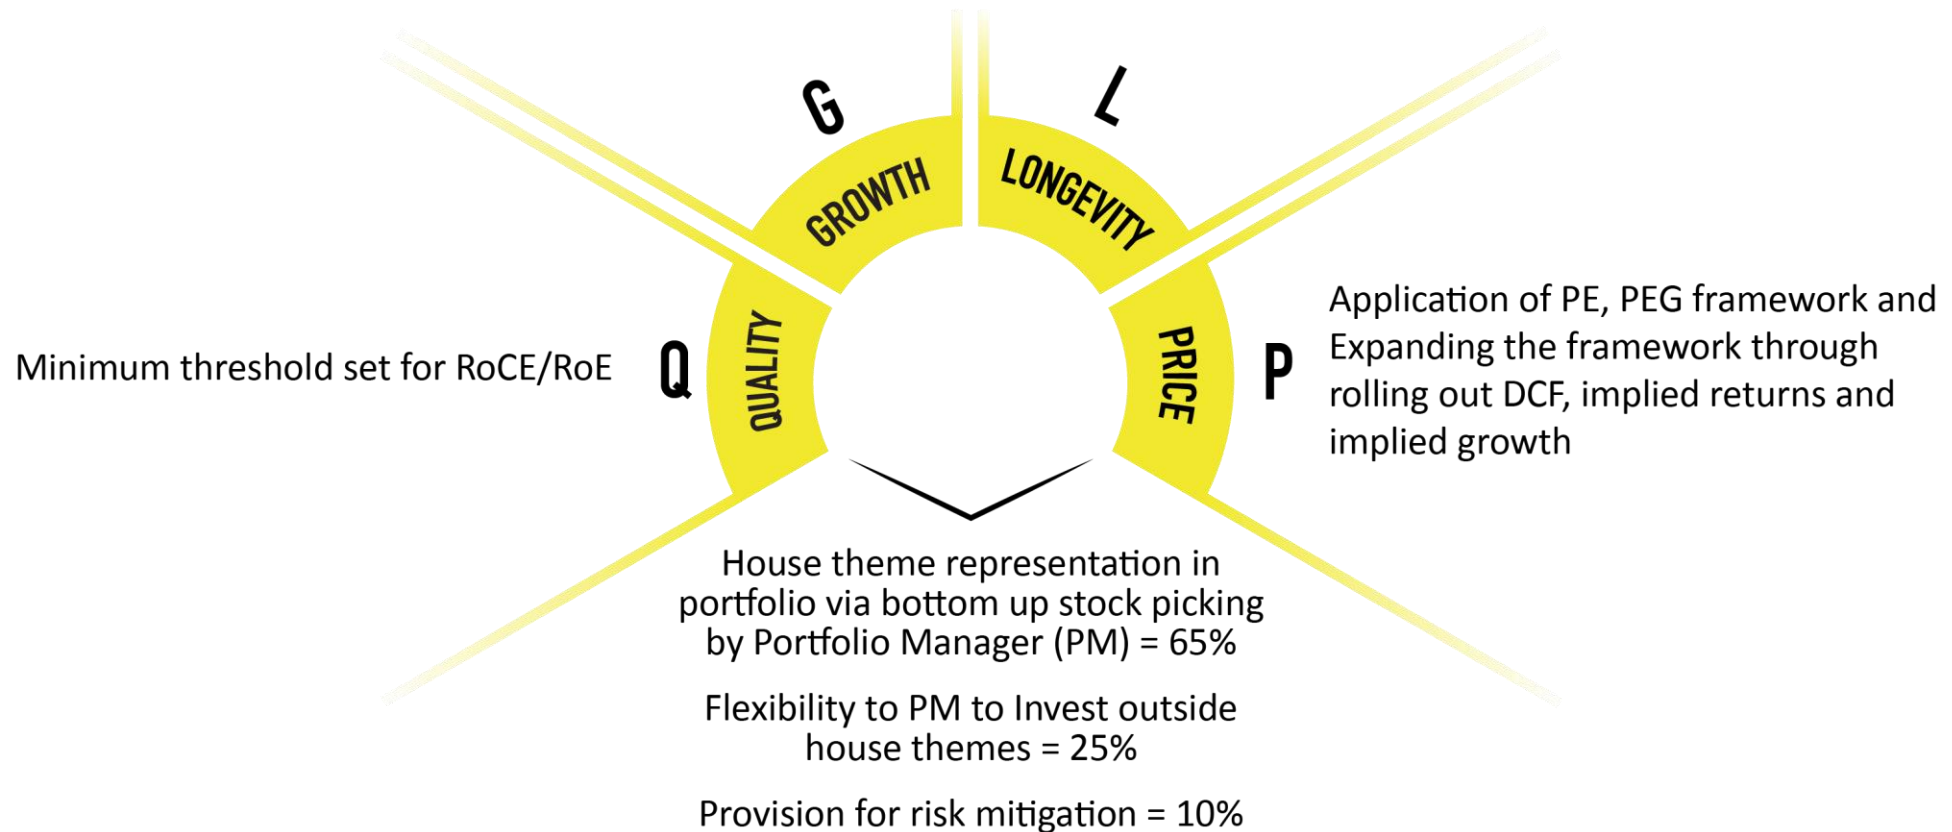 G
L
GROWTH
LONGEVITY
Minimum threshold set for RoCE/RoE
Q
QUALITY
PRICE
P
Application of PE, PEG framework and
Expanding the framework through
rolling out DCF, implied returns and
implied growth
House theme representation in
portfolio via bottom up stock picking
by Portfolio Manager (PM) = 65%
Flexibility to PM to Invest outside
house themes = 25%
Provision for risk mitigation = 10%